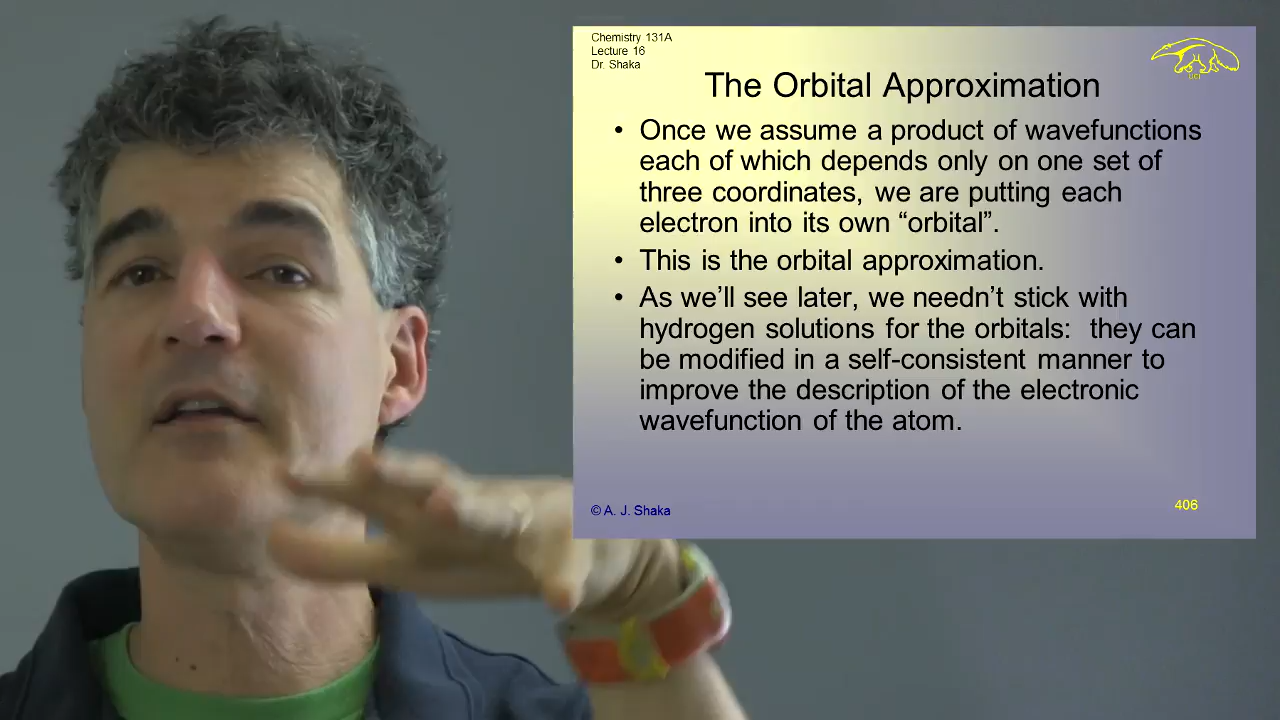 Chemistry 131A
Lecture 16
Dr. Shaka
UCI
The Orbital Approximation
• Once we assume a product of wavefunctions
each of which depends only on one set of
three coordinates, we are putting each
electron into its own “orbital”.
• This is the orbital approximation.
• As we’ll see later, we needn’t stick with
hydrogen solutions for the orbitals: they can
be modified in a self-consistent manner to
improve the description of the electronic
wavefunction of the atom.
© A. J. Shaka
406